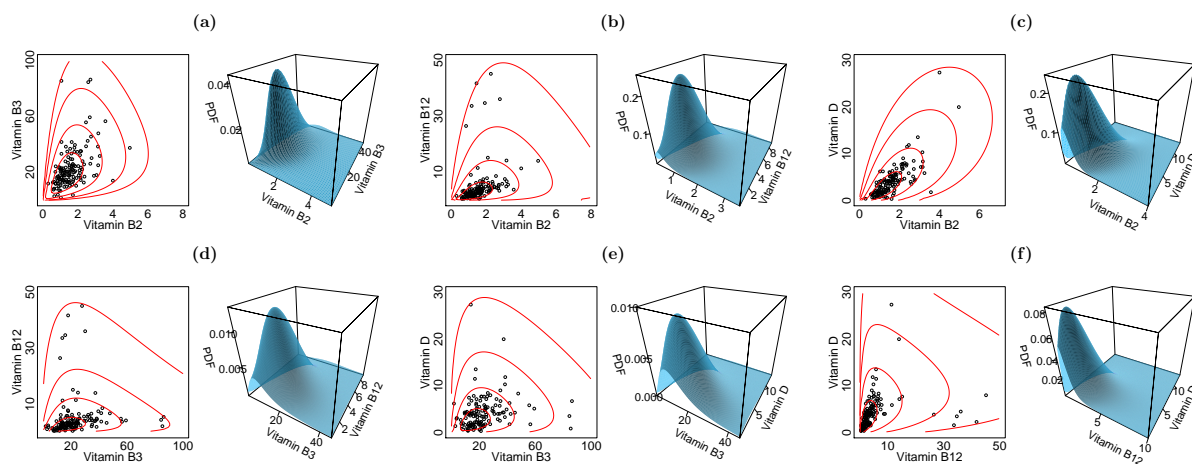 (a)
Vitamin B3
20 60 100
0 2 4 6 8
Vitamin B2
PDF
0.02
0.04
2
4
Vitamin B2
20
40
Vitamin B3
(b)
Vitamin B12
10 30 50
0 2 4 6 8
Vitamin B2
PDF
0.1
0.2
1
2
3
Vitamin B2
2
4
6
8
Vitamin B12
(c)
Vitamin D
0 10 20 30
0 2 4 6
Vitamin B2
PDF
0.1
0.2
2
4
Vitamin B2
5
10
(d)
Vitamin B12
10 30 50
20 60 100
Vitamin B3
PDF
0.005
0.010
20
40
Vitamin B3
2
4
6
8
Vitamin B12
(e)
Vitamin D
0 10 20 30
20 60 100
Vitamin B3
PDF
0.000
0.005
0.010
20
40
Vitamin B3
5
10
Vitamin D
(f)
Vitamin D
0 10 20 30
0 10 30 50
Vitamin B12
PDF
0.02
0.04
0.06
0.08
5
10
Vitamin B12
5
10